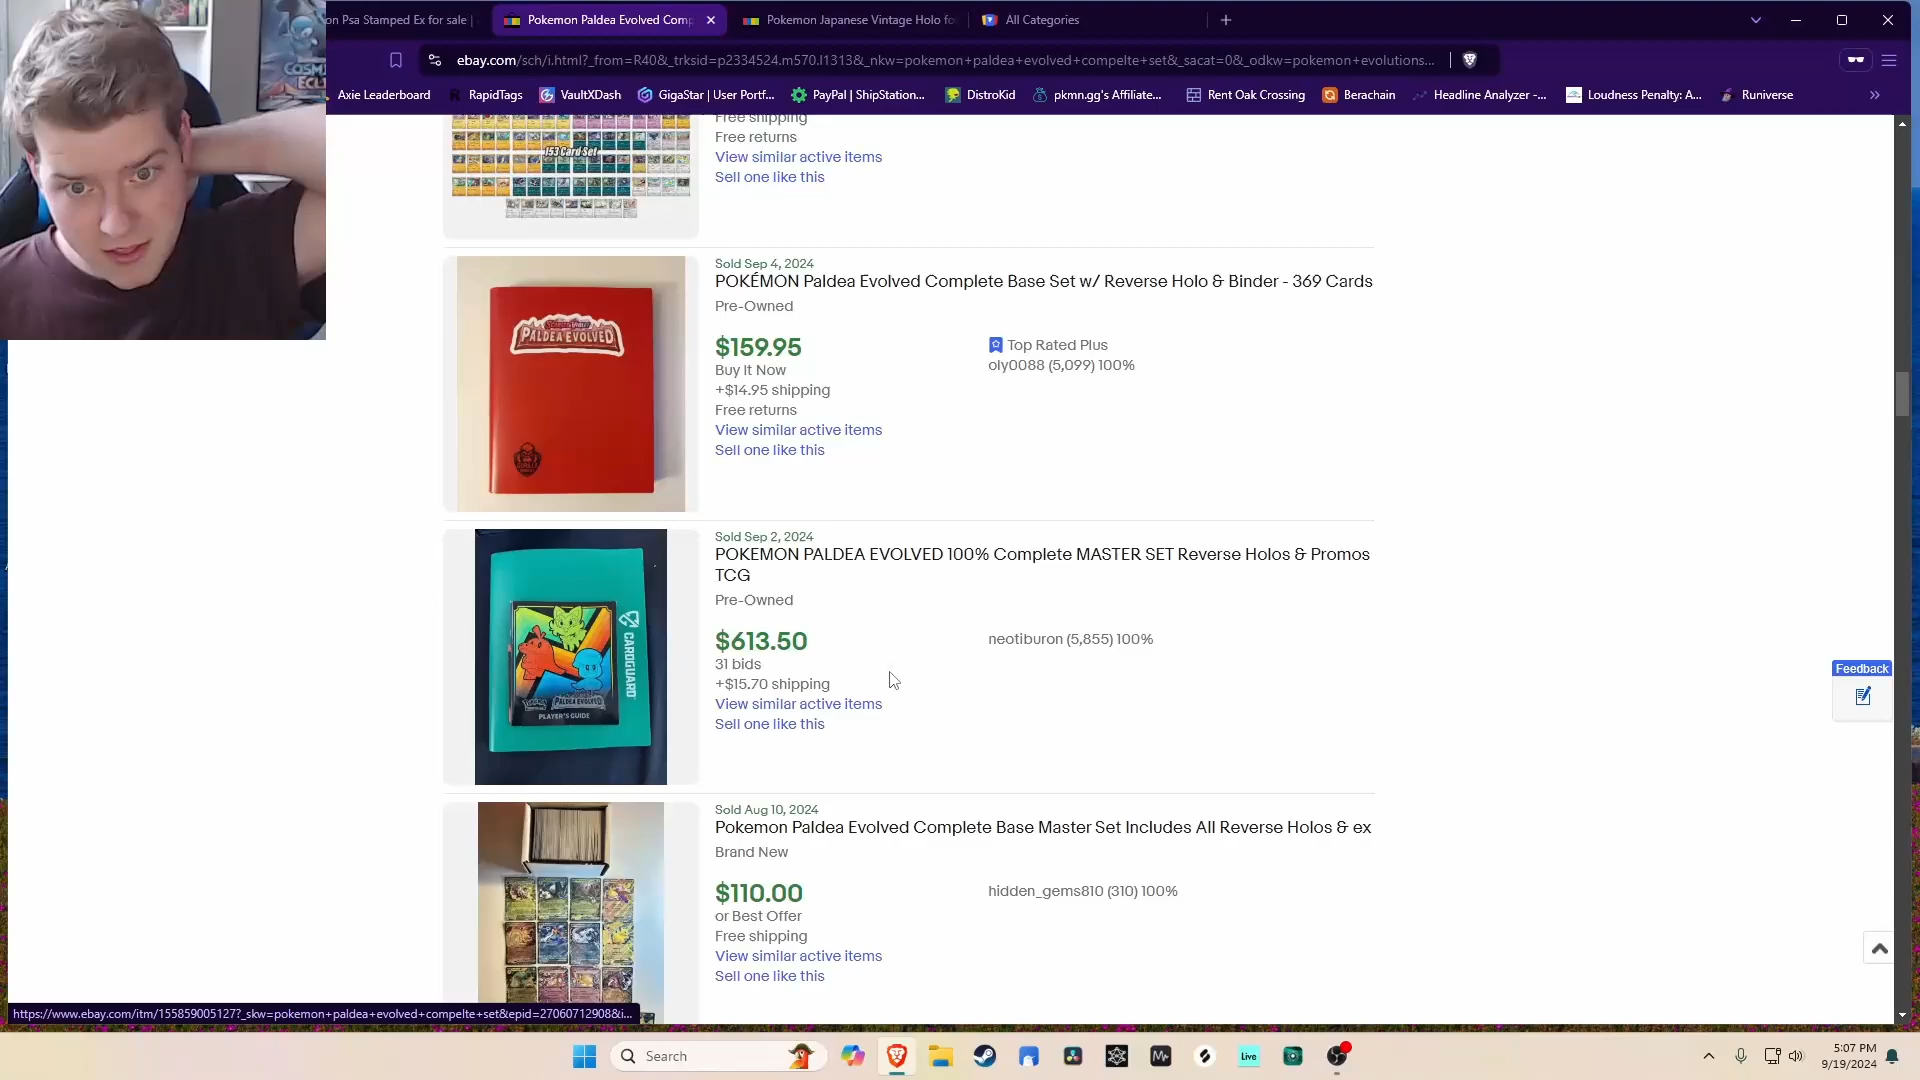 on Psa Stamped Ex for sale |
Pokemon Paldea Evolved Comp
Pokemon Japanese Vintage Holo fo
All Categories
ebay.com/sch/i.html?_from=R40&_trksid=p2334524.m570.l1313&_nkw=pokemon+paldea+evolved+compelte+set&_sacat=0&_odkw=pokemon+evolutions...
Axie Leaderboard
RapidTags
VaultXDash
GigaStar | User Portf...
PayPal | ShipStation...
DistroKid
pkmn.gg's Affiliate...
Rent Oak Crossing
Berachain
Headline Analyzer -...
Loudness Penalty: A...
Runiverse
COSMIC
ECL
153 Card Set
Free shipping
Free returns
View similar active items
Sell one like this
PALDEA EVOLVED
Sold Sep 4, 2024
POKÉMON Paldea Evolved Complete Base Set w/ Reverse Holo & Binder - 369 Cards
Pre-Owned
$159.95
Buy It Now
+$14.95 shipping
Free returns
View similar active items
Sell one like this
Top Rated Plus
oly0088 (5,099) 100%
CARDGUARD
PALDEA EVOLVED
PLAYER'S GUIDE
Sold Sep 2, 2024
POKEMON PALDEA EVOLVED 100% Complete MASTER SET Reverse Holos & Promos
TCG
Pre-Owned
$613.50
31 bids
+$15.70 shipping
View similar active items
Sell one like this
neotiburon (5,855) 100%
Feedback
Sold Aug 10, 2024
Pokemon Paldea Evolved Complete Base Master Set Includes All Reverse Holos & ex
Brand New
$110.00
or Best Offer
Free shipping
View similar active items
Sell one like this
hidden_gems810 (310) 100%
https://www.ebay.com/itm/155859005127?_skw=pokemon+paldea+evolved+compelte+set&epid=27060712908&i...
Search
Live
5:07 PM
9/19/2024